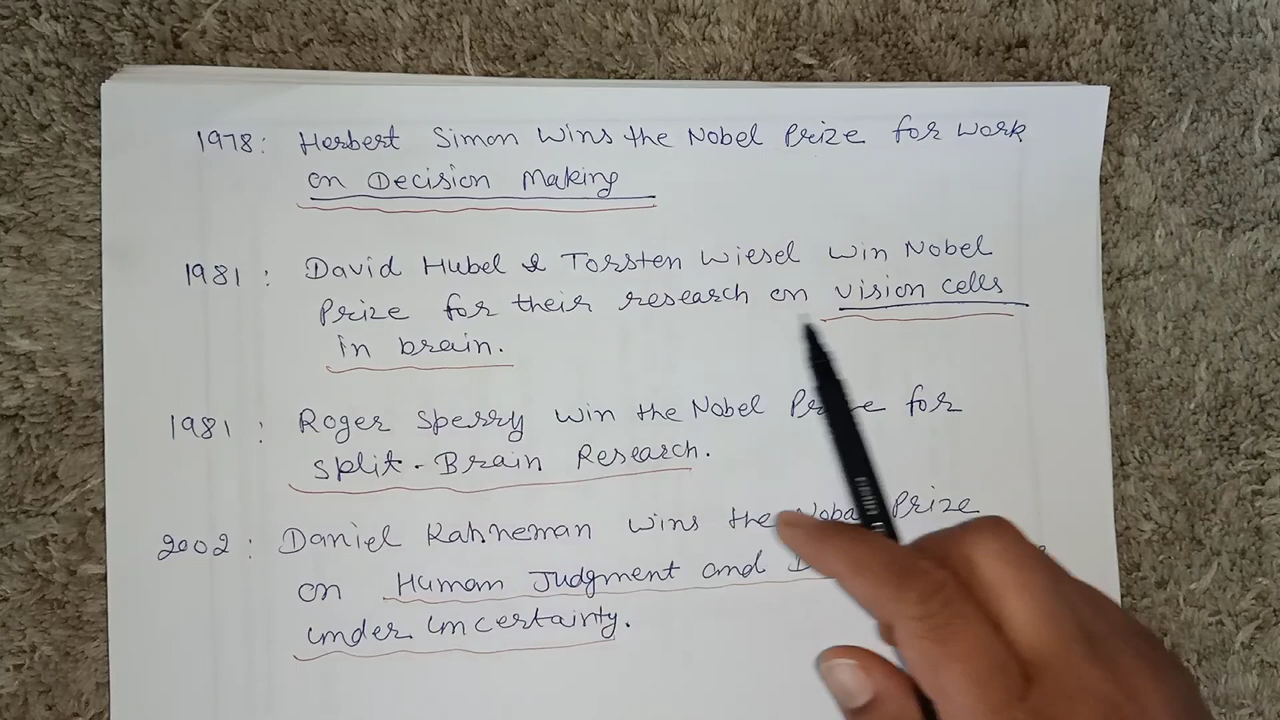 1978: Herbert Simon wins the Nobel Prize for work
on Decision Making
1981: David Hubel & Torsten Wiesel win Nobel
Prize for their research on vision cells
in brain.
1981: Roger Sperry win the Nobel Prize for
Split-Brain Research.
2002: Daniel Kahneman wins the Prize
on Human Judgment and
under uncertainty.